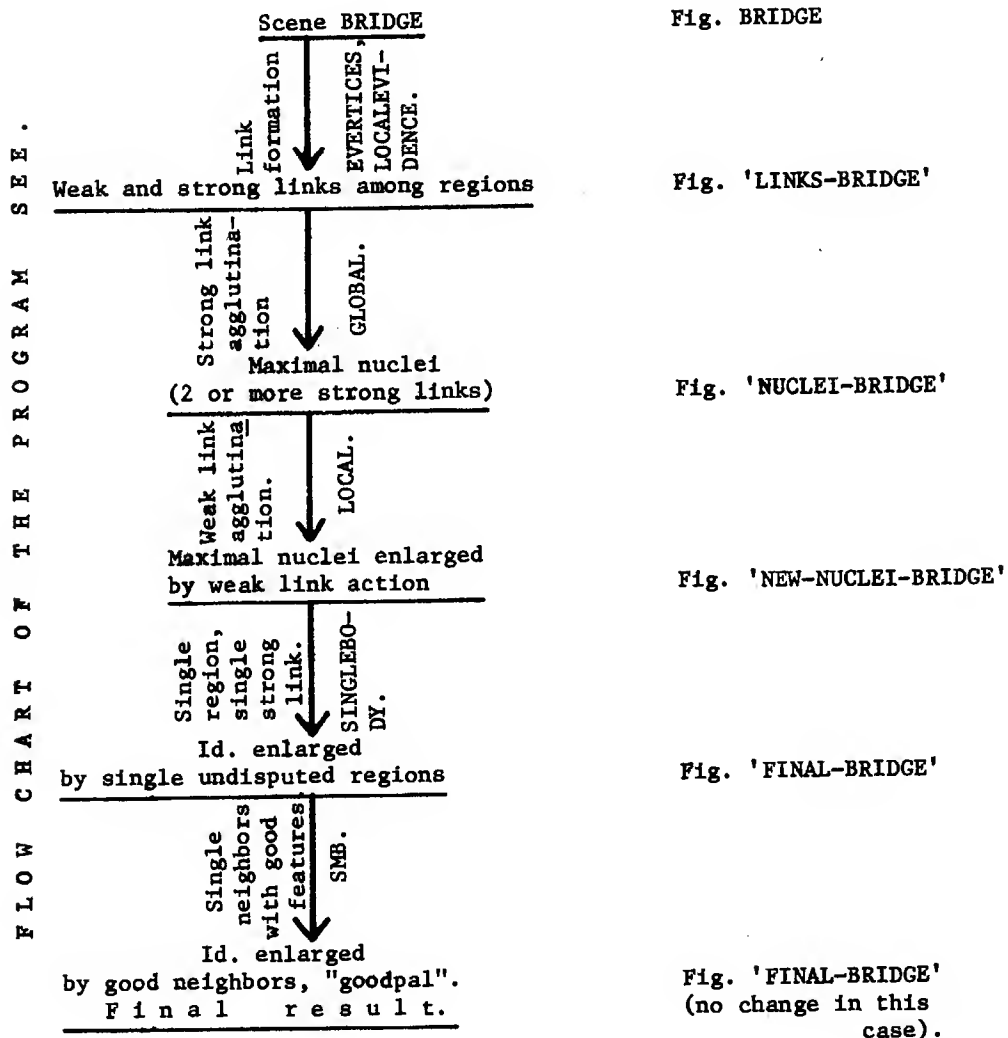 FLOW CHART OF THE PROGRAM SEE.
Scene BRIDGE
Fig. BRIDGE
Link
formation
EVERTICES,
LOCALEVI-
DENCE.
Weak and strong links among regions
Fig. 'LINKS-BRIDGE'
Strong link
agglutina-
tion
GLOBAL.
Maximal nuclei
(2 or more strong links)
Fig. 'NUCLEI-BRIDGE'
Weak link
agglutina
tion.
LOCAL.
Maximal nuclei enlarged
by weak link action
Fig. 'NEW-NUCLEI-BRIDGE'
Single
region,
single
strong
link.
SINGLEBO-
DY.
Id. enlarged
by single undisputed regions
Fig. 'FINAL-BRIDGE'
Single
neighbors
with good
features
SMB.
Id. enlarged
by good neighbors, "goodpal".
Final result.
Fig. 'FINAL-BRIDGE'
(no change in this
case).